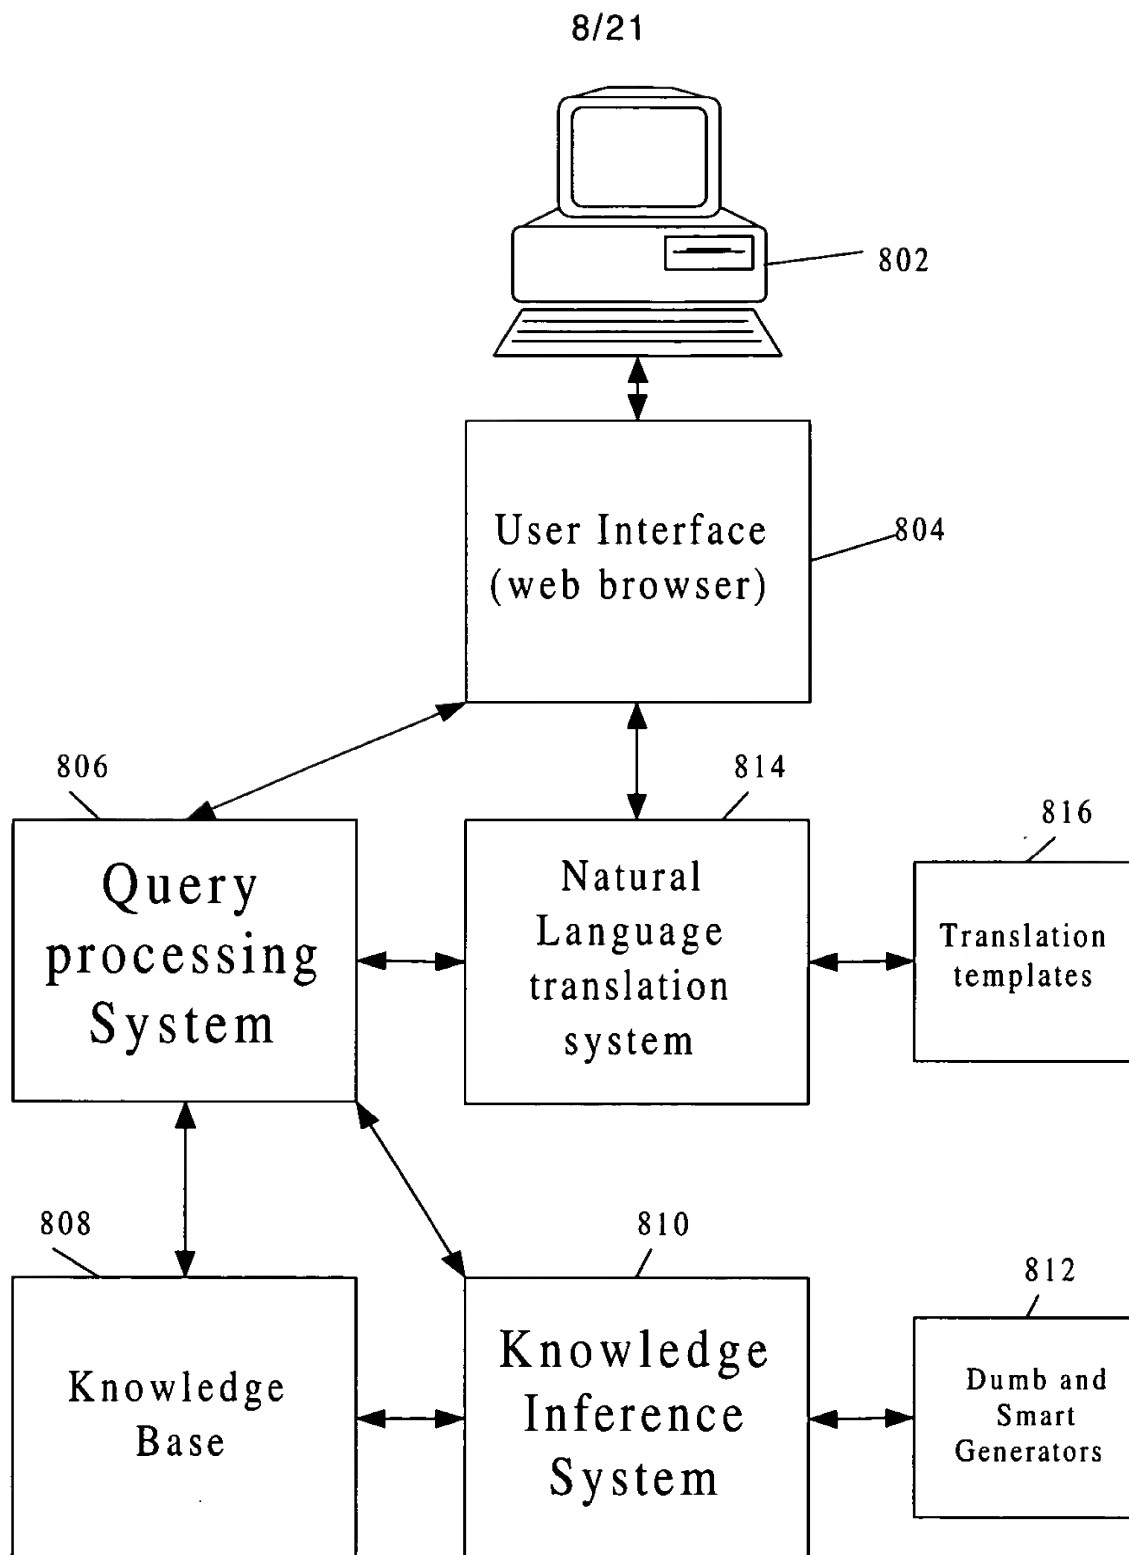 8/21
802
User Interface
(web browser)
804
806
Query
processing
System
814
Natural
Language
translation
system
816
Translation
templates
808
Knowledge
Base
810
Knowledge
Inference
System
812
Dumb and
Smart
Generators